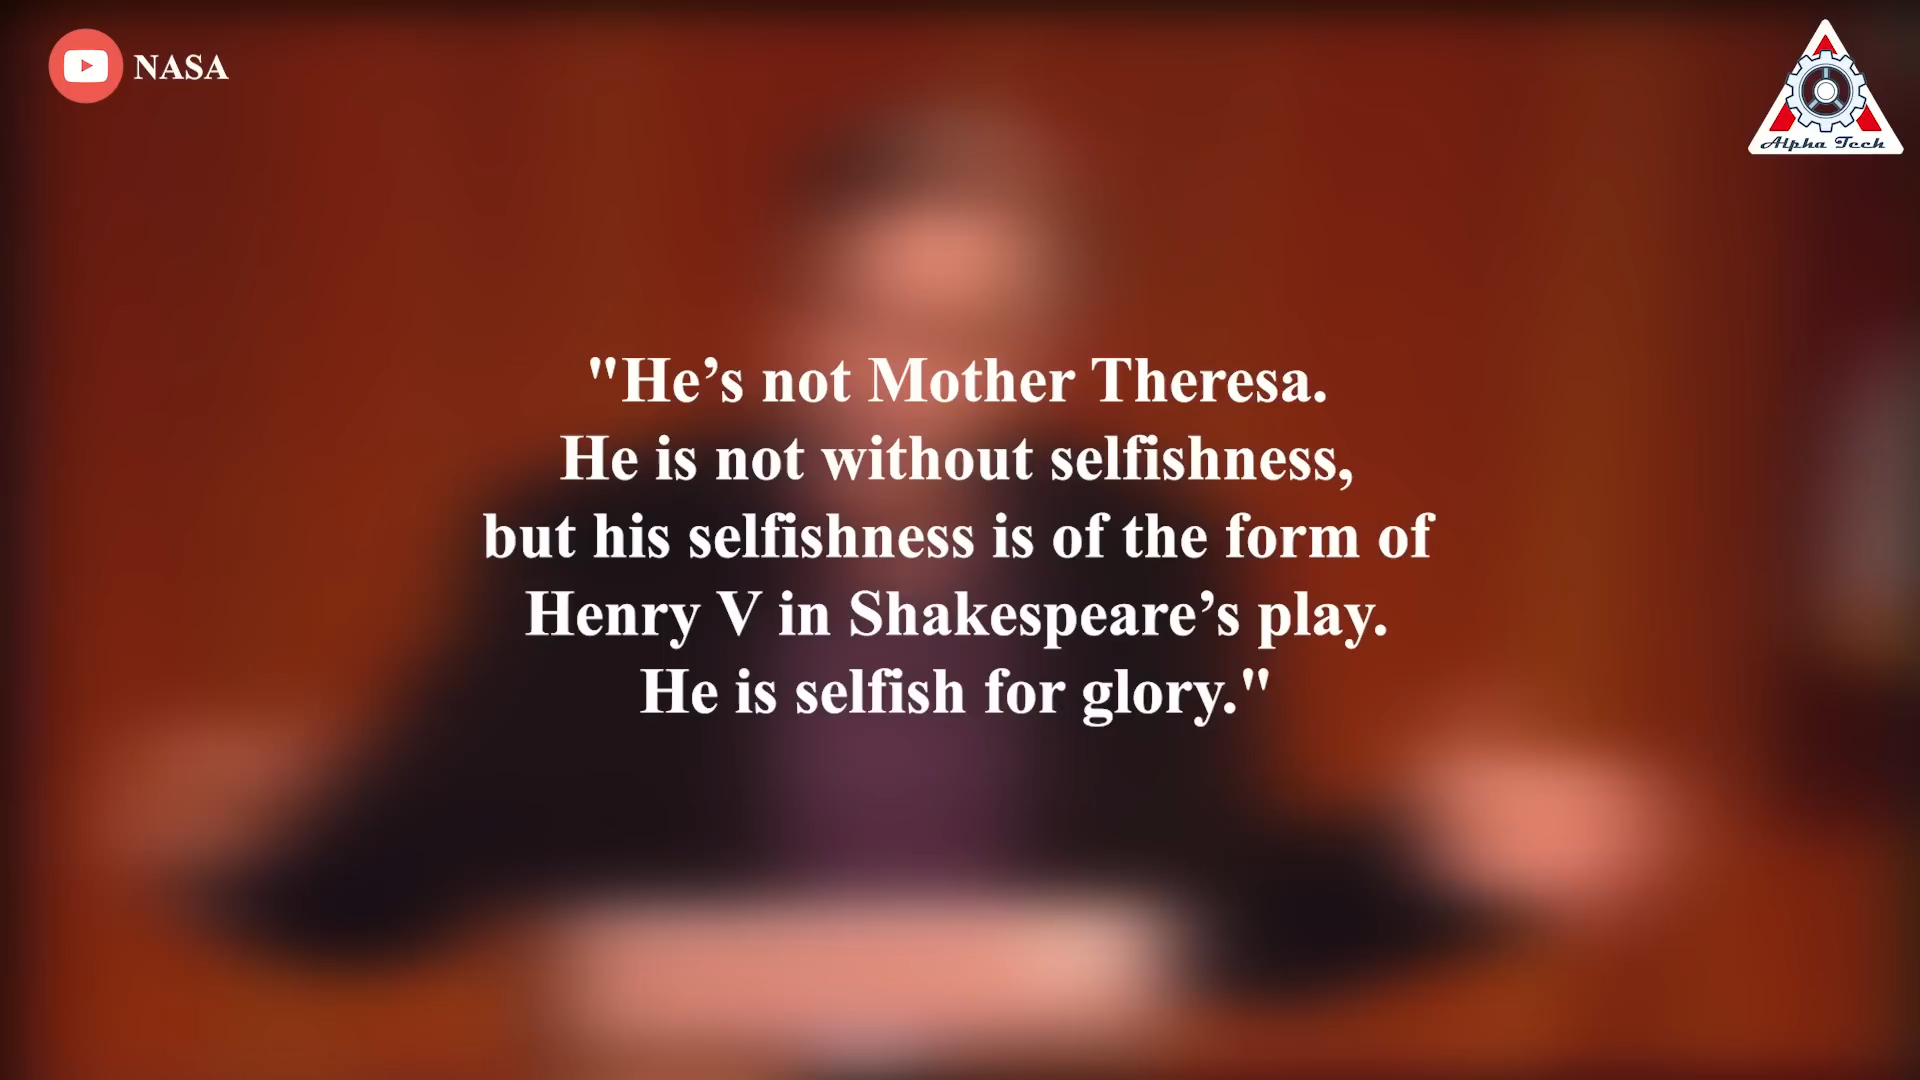 NASA
Alpha Tech
"He’s not Mother Theresa.
He is not without selfishness,
but his selfishness is of the form of
Henry V in Shakespeare’s play.
He is selfish for glory."